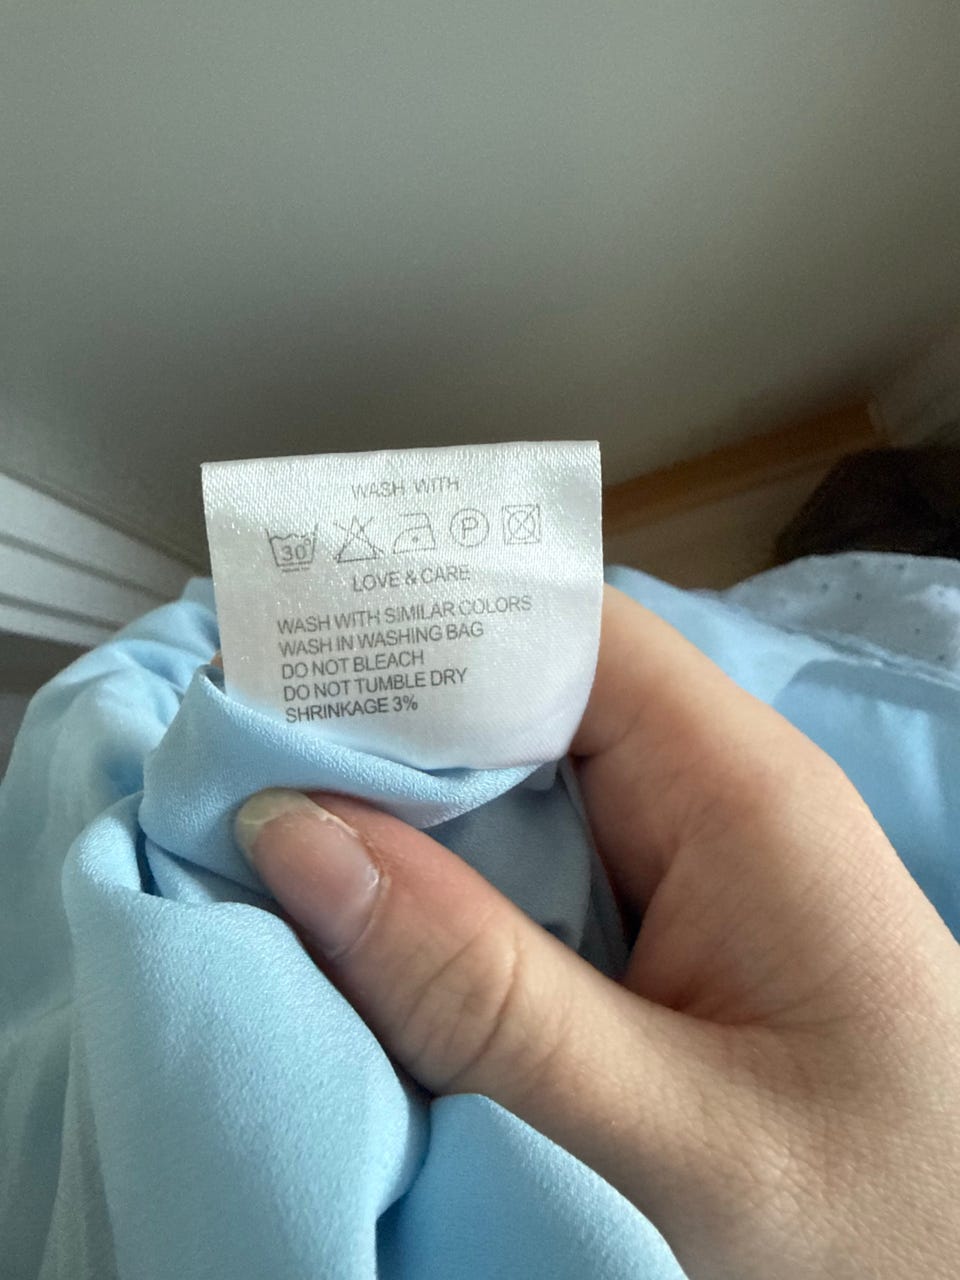 WASH WITH
30° P
LOVE & CARE
WASH WITH SIMILAR COLORS
WASH IN WASHING BAG
DO NOT BLEACH
DO NOT TUMBLE DRY
SHRINKAGE 3%